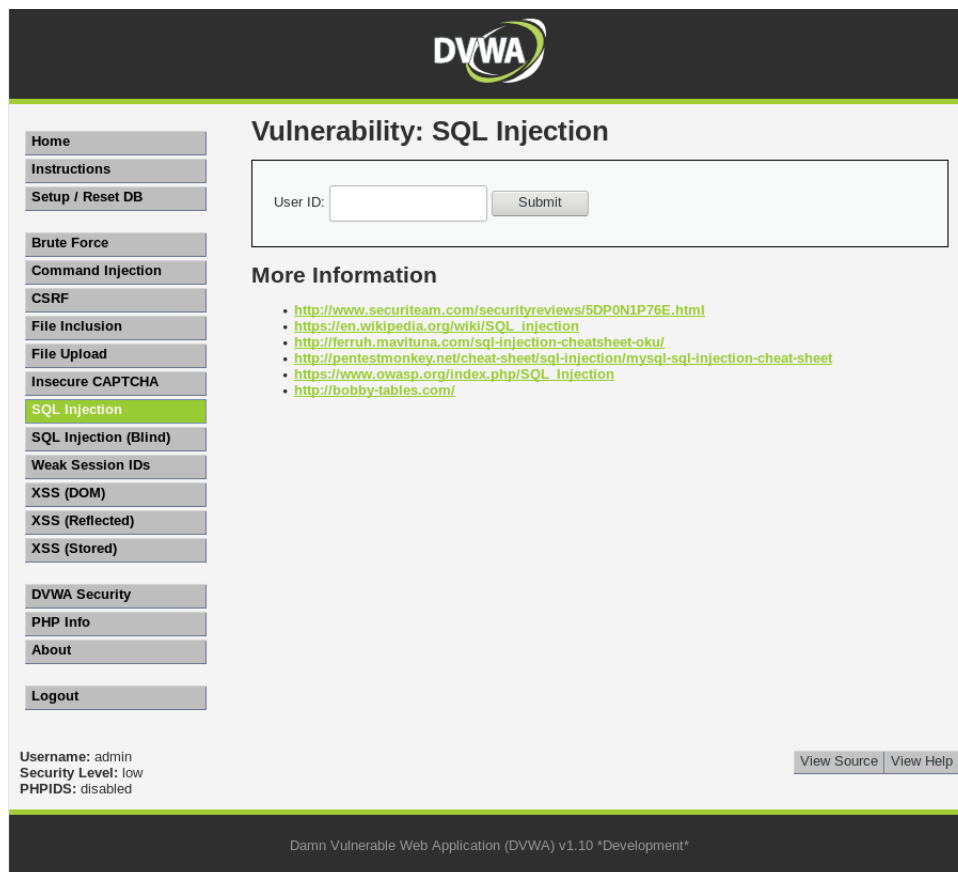 DVWA
Home
Instructions
Setup / Reset DB
Brute Force
Command Injection
CSRF
File Inclusion
File Upload
Insecure CAPTCHA
SQL Injection
SQL Injection (Blind)
Weak Session IDs
XSS (DOM)
XSS (Reflected)
XSS (Stored)
DVWA Security
PHP Info
About
Logout
Vulnerability: SQL Injection
User ID: Submit
More Information
http://www.securiteam.com/securityreviews/5DP0N1P76E.html
https://en.wikipedia.org/wiki/SQL_injection
http://ferruh.mavituna.com/sql-injection-cheatsheet-oku/
http://pentestmonkey.net/cheat-sheet/sql-injection/mysql-sql-injection-cheat-sheet
https://www.owasp.org/index.php/SQL_Injection
http://bobby-tables.com/
Username: admin
Security Level: low
PHPIDS: disabled
View Source View Help
Damn Vulnerable Web Application (DVWA) v1.10 *Development*